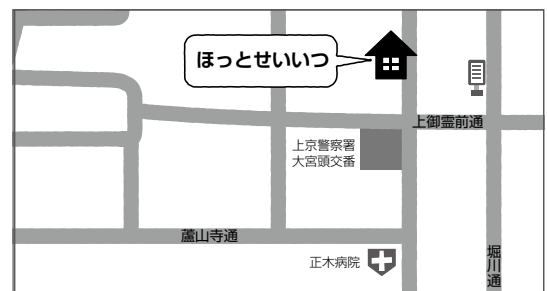 ほっとせいいつ
上御霊前通
上京警察署
大宮頭交番
蘆山寺通
正木病院
堀川通